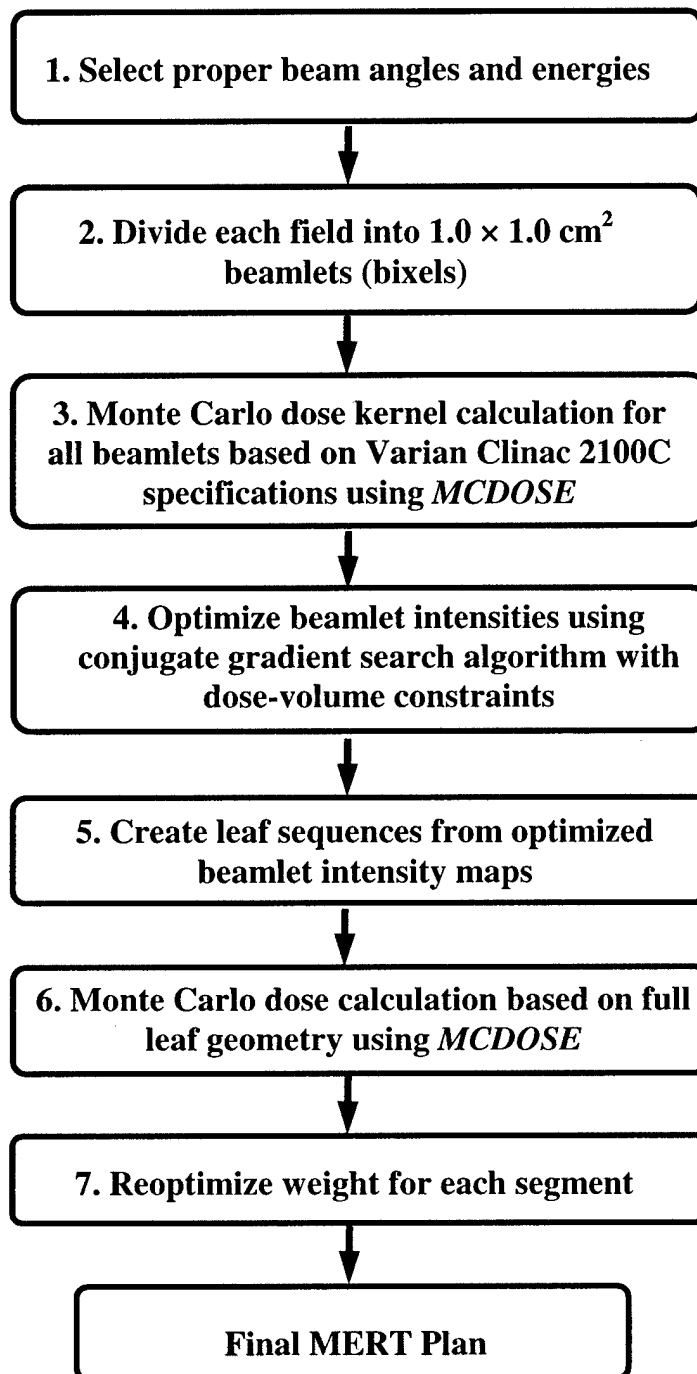 1. Select proper beam angles and energies
2. Divide each field into 1.0 × 1.0 cm²
beamlets (bixels)
3. Monte Carlo dose kernel calculation for
all beamlets based on Varian Clinac 2100C
specifications using MCDOSE
4. Optimize beamlet intensities using
conjugate gradient search algorithm with
dose-volume constraints
5. Create leaf sequences from optimized
beamlet intensity maps
6. Monte Carlo dose calculation based on full
leaf geometry using MCDOSE
7. Reoptimize weight for each segment
Final MERT Plan